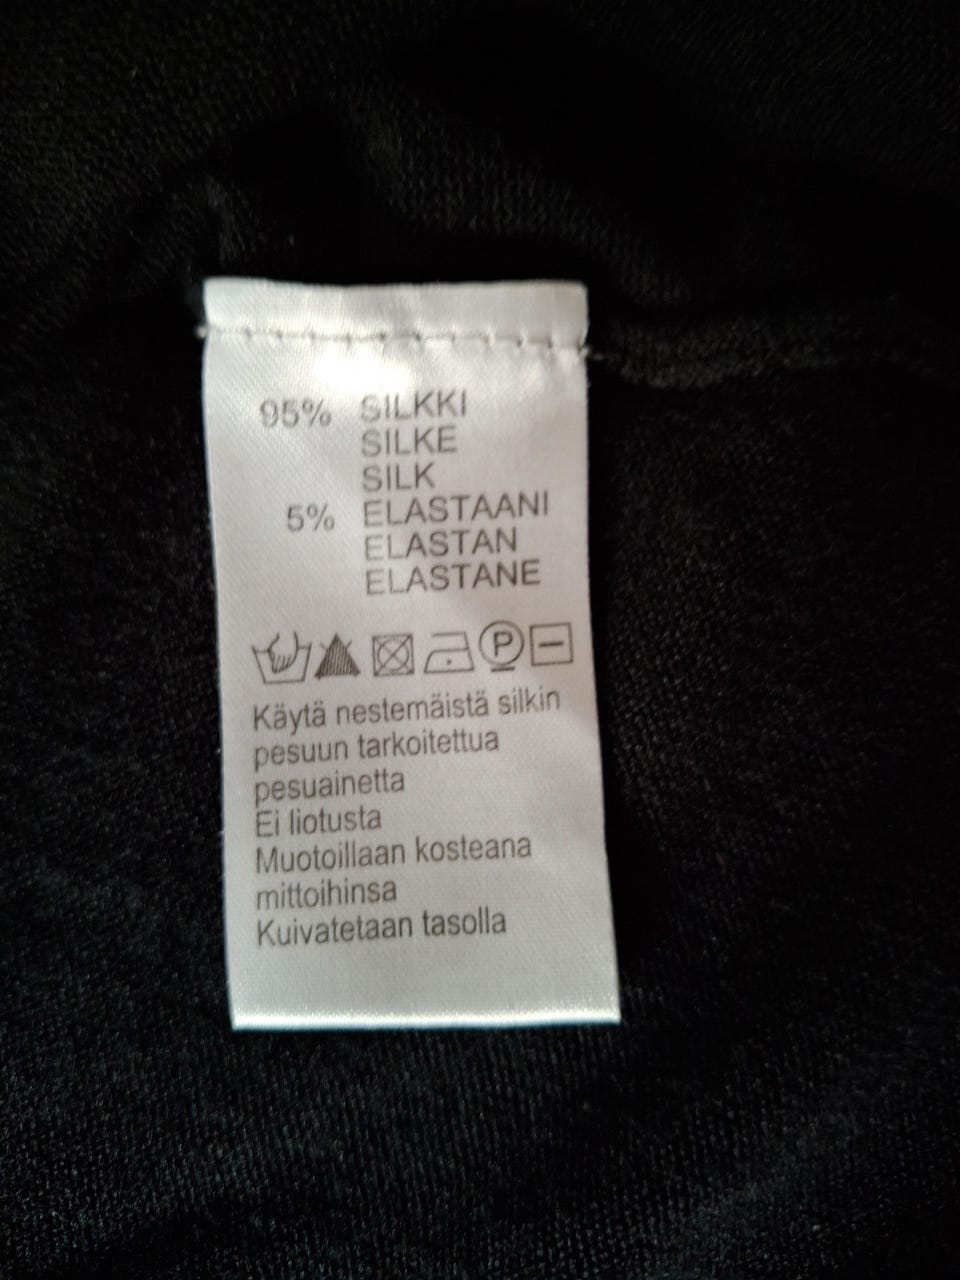 95% SILKKI
SILKE
SILK
5% ELASTAANI
ELASTAN
ELASTANE
P
Käytä nestemäistä silkin
pesuun tarkoitettua
pesuainetta
Ei liotusta
Muotoillaan kosteana
mittoihinsa
Kuivatetaan tasolla